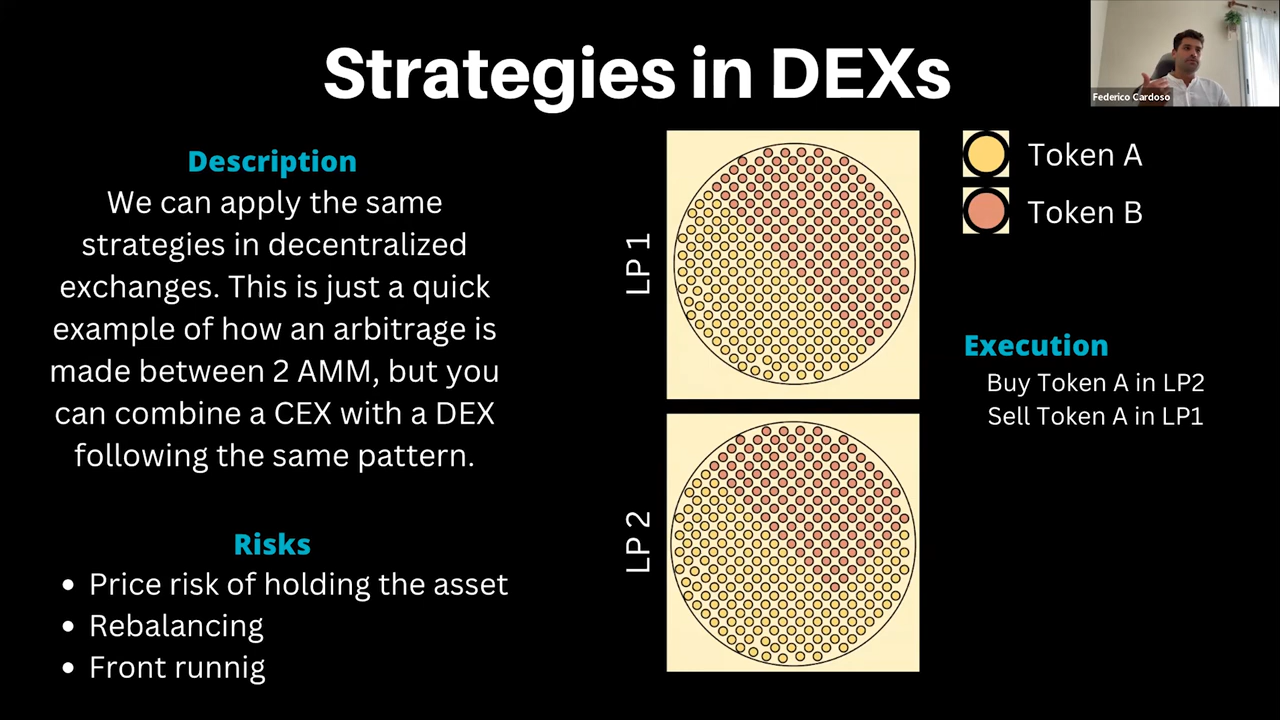 Strategies in DEXs
Federico Cardoso
Description
We can apply the same
strategies in decentralized
exchanges. This is just a quick
example of how an arbitrage is
made between 2 AMM, but you
can combine a CEX with a DEX
following the same pattern.
Risks
• Price risk of holding the asset
• Rebalancing
• Front runnig
LP 1
LP 2
Token A
Token B
Execution
Buy Token A in LP2
Sell Token A in LP1